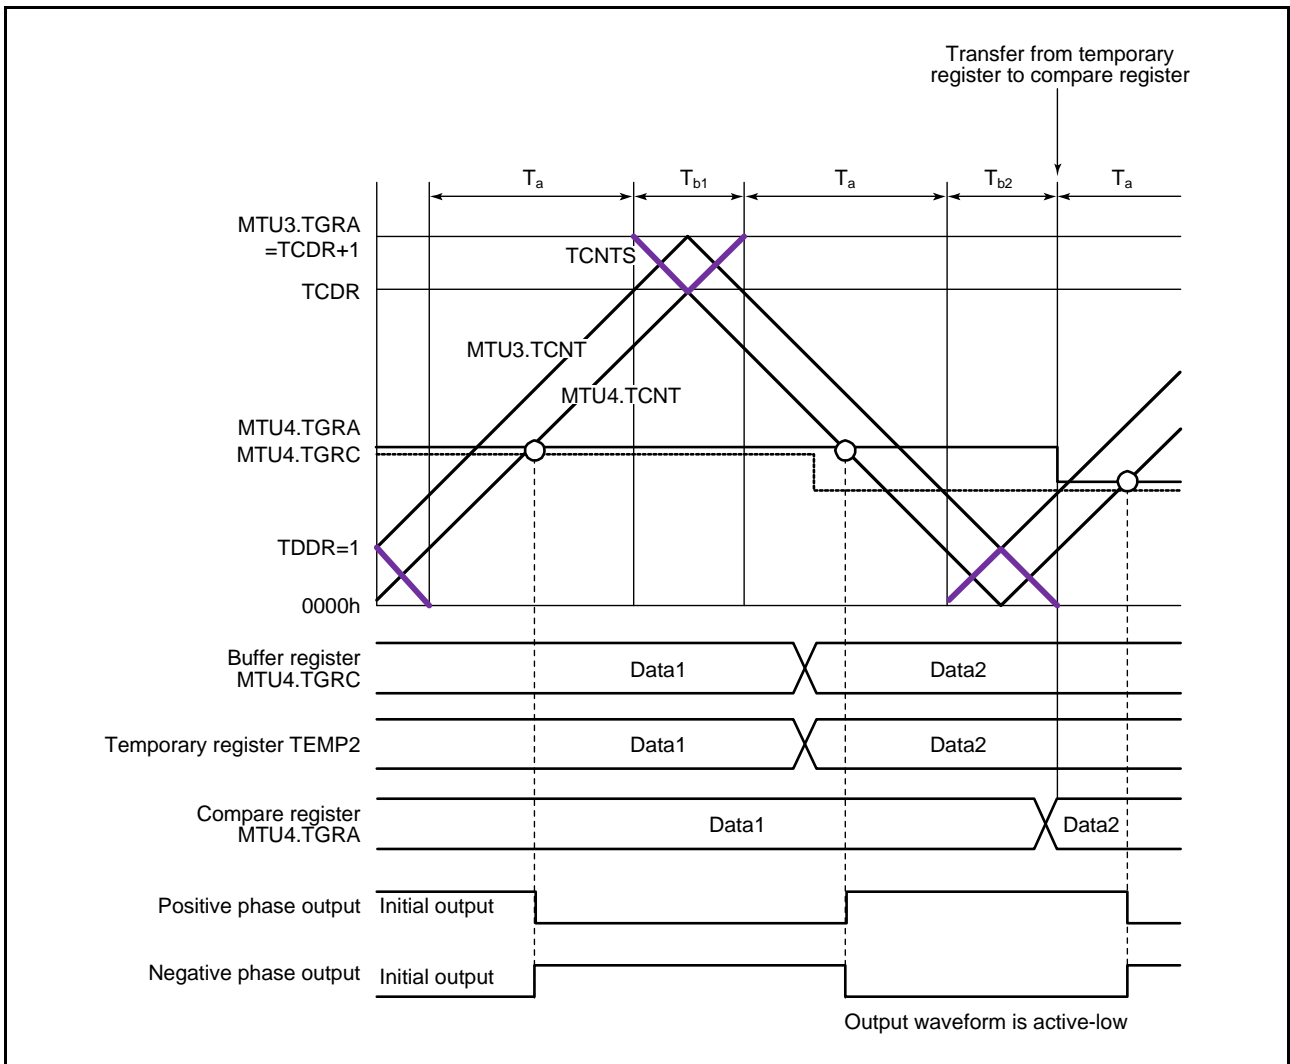 Transfer from temporary
register to compare register
Ta
Tb1
Ta
Tb2
Ta
MTU3.TGRA
=TCDR+1
TCNTS
TCDR
MTU3.TCNT
MTU4.TCNT
MTU4.TGRA
MTU4.TGRC
TDDR=1
0000h
Buffer register
MTU4.TGRC
Data1
Data2
Temporary register TEMP2
Data1
Data2
Compare register
MTU4.TGRA
Data1
Data2
Positive phase output
Initial output
Negative phase output
Initial output
Output waveform is active-low